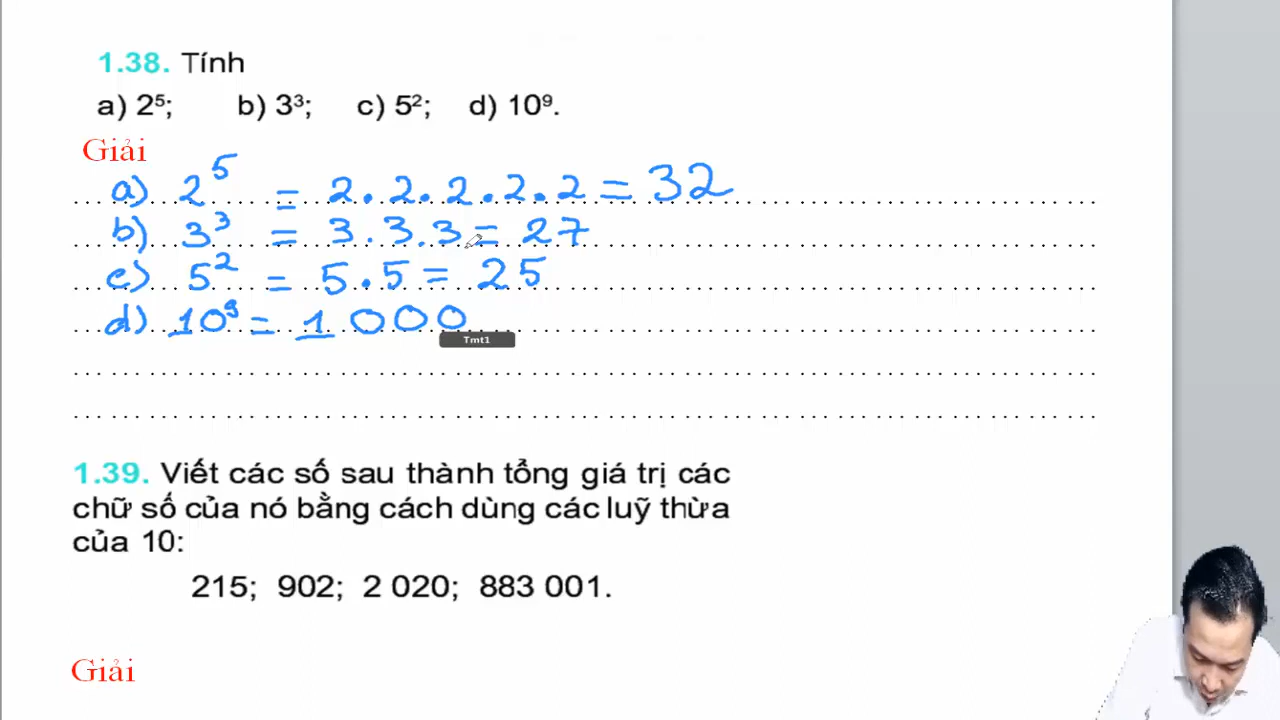 1.38. Tính
a) 2⁵; b) 3³; c) 5²; d) 10⁹.
Giải
a) 2⁵ = 2.2.2.2.2 = 32
b) 3³ = 3.3.3 = 27
c) 5² = 5.5 = 25
d) 10⁹ = 1 000
Tmt1
1.39. Viết các số sau thành tổng giá trị các
chữ số của nó bằng cách dùng các luỹ thừa
của 10:
215; 902; 2 020; 883 001.
Giải